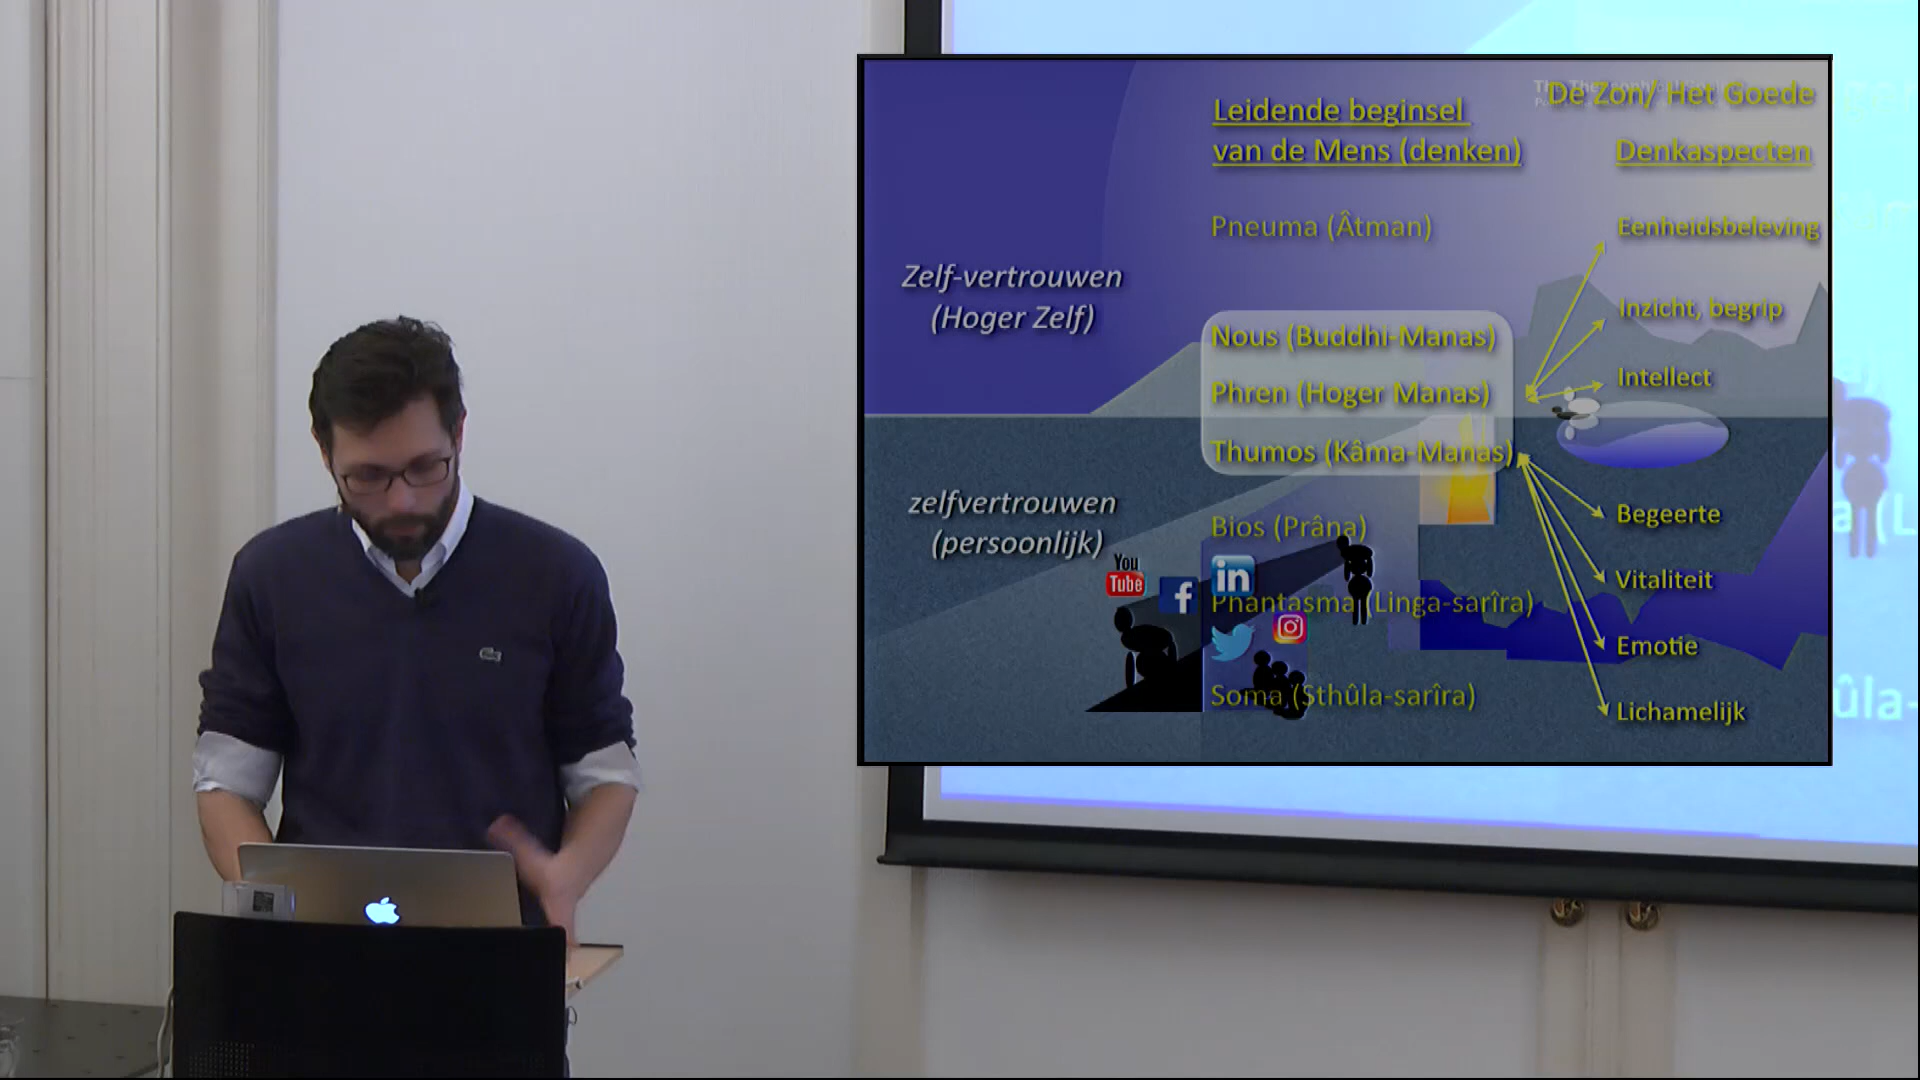 De Zon/ Het Goede
Leidende beginsel
van de Mens (denken)
Denkaspecten
Pneuma (Âtman)
Eenheidsbeleving
Zelf-vertrouwen
(Hoger Zelf)
Inzicht, begrip
Nous (Buddhi-Manas)
Phren (Hoger Manas)
Intellect
Thumos (Kâma-Manas)
zelfvertrouwen
(persoonlijk)
Begeerte
Bios (Prâna)
You
Tube
f
in
Vitaliteit
Phantasma (Linga-sarîra)
Emotie
Soma (Sthûla-sarîra)
Lichamelijk
ûla-